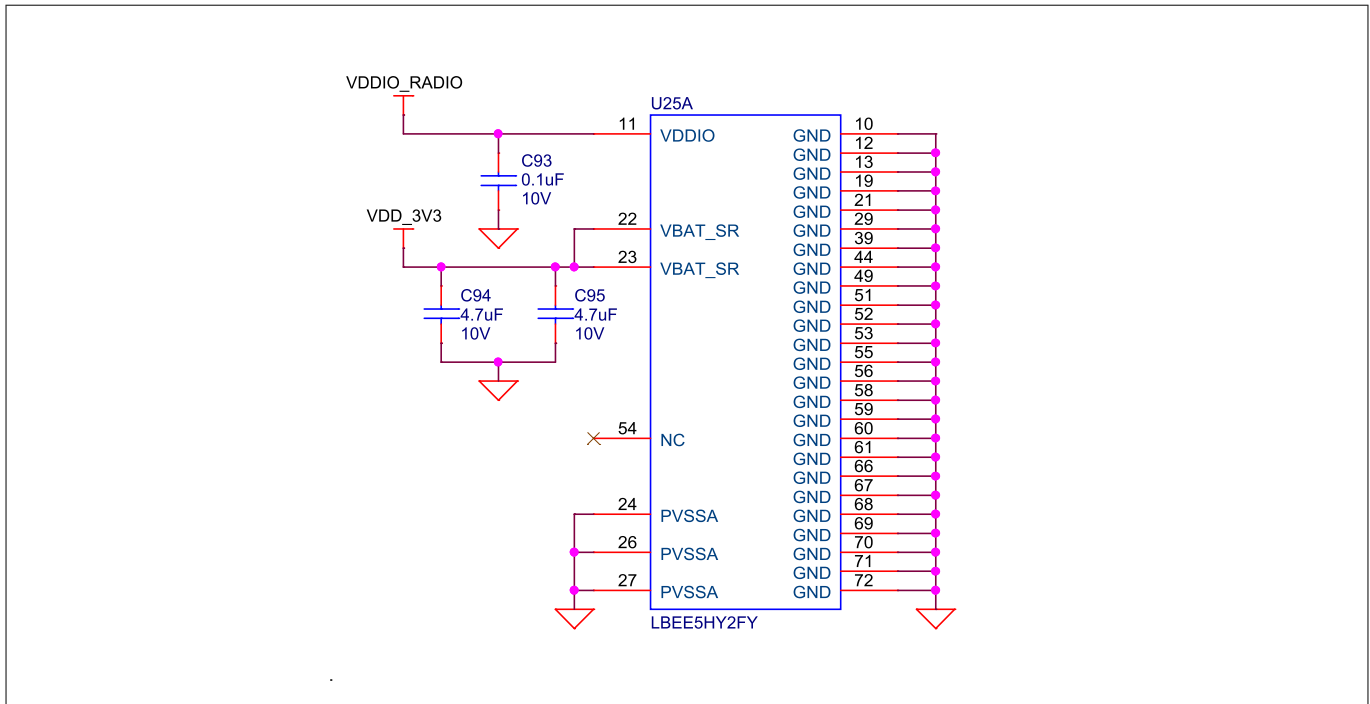 VDDIO_RADIO
U25A
11 VDDIO
C93
0.1uF
10V
VDD_3V3
22 VBAT_SR
23 VBAT_SR
C94
4.7uF
10V
C95
4.7uF
10V
54 NC
24 PVSSA
26 PVSSA
27 PVSSA
GND 10
GND 12
GND 13
GND 19
GND 21
GND 29
GND 39
GND 44
GND 49
GND 51
GND 52
GND 53
GND 55
GND 56
GND 58
GND 59
GND 60
GND 61
GND 66
GND 67
GND 68
GND 69
GND 70
GND 71
GND 72
LBEE5HY2FY